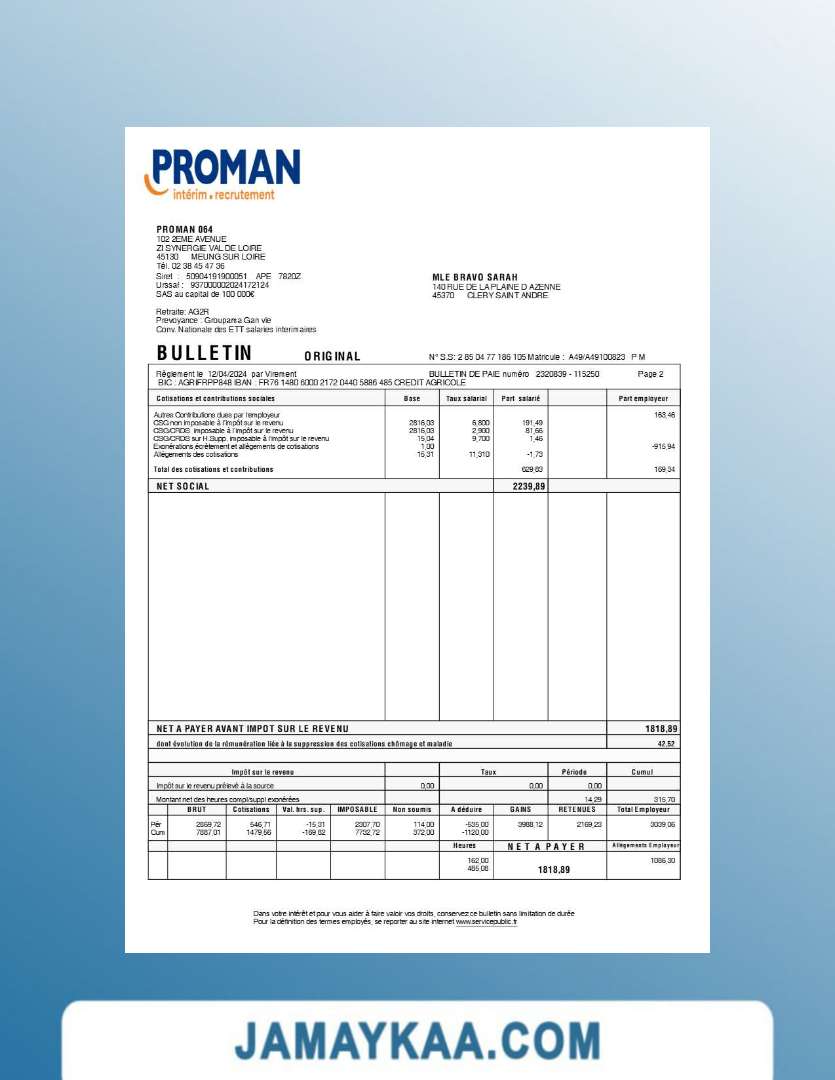 PROMAN
intérim recrutement
PROMAN 064
102 2EME AVENUE
ZI SYNERGIE VAL DE LOIRE
45130 MEUNG SUR LOIRE
Tél. 02 38 45 47 36
Siret : 50904191900051 APE 7820Z
Urssaf : 937000002024172124
SAS au capital de 100 000€
MLE BRAVO SARAH
140 RUE DE LA PLAINE D AZENNE
45370 CLERY SAINT ANDRE
Retraite: AG2R
Prevoyance : Groupama Gan vie
Conv. Nationale des ETT salaries interimaires
BULLETIN ORIGINAL N° S.S: 2 85 04 77 186 105 Matricule : A49/A49100823 P M
Réglement le 12/04/2024 par Virement BULLETIN DE PAIE numéro 2320839 - 115250 Page 2
BIC : AGRIFRPP848 IBAN : FR76 1480 6000 2172 0440 5886 485 CREDIT AGRICOLE
Cotisations et contributions sociales Base Taux salarial Part salarié Part employeur
Autres Contributions dues par l'employeur 163,46
CSG non imposable à l'impôt sur le revenu 2816,03 6,800 191,49
CSG/CRDS imposable à l'impôt sur le revenu 2816,03 2,900 81,66
CSG/CRDS sur H.Supp. imposable à l'impôt sur le revenu 15,04 9,700 1,46
Exonérations,écrêtement et allègements de cotisations 1,00 -915,94
Allègements des cotisations 15,31 11,310 -1,73
Total des cotisations et contributions 629,83 169,34
NET SOCIAL 2239,89
NET A PAYER AVANT IMPOT SUR LE REVENU 1818,89
dont évolution de la rémunération liée à la suppression des cotisations chômage et maladie 42,52
Impôt sur le revenu Taux Période Cumul
Impôt sur le revenu prélevé à la source 0,00 0,00 0,00
Montant net des heures compl/suppl exonérées 14,29 315,70
BRUT Cotisations Val. hrs. sup. IMPOSABLE Non soumis A déduire GAINS RETENUES Total Employeur
Pér 2869,72 546,71 -15,31 2307,70 114,00 -535,00 3988,12 2169,23 3039,06
Cum 7887,01 1479,56 -169,82 7732,72 372,00 -1120,00
Heures NET A PAYER Allègements Employeur
162,00 1086,30
485,08 1818,89
Dans votre intérêt et pour vous aider à faire valoir vos droits, conservez ce bulletin sans limitation de durée
Pour la définition des termes employés, se reporter au site internet www.servicepublic.fr
JAMAYKAA.COM